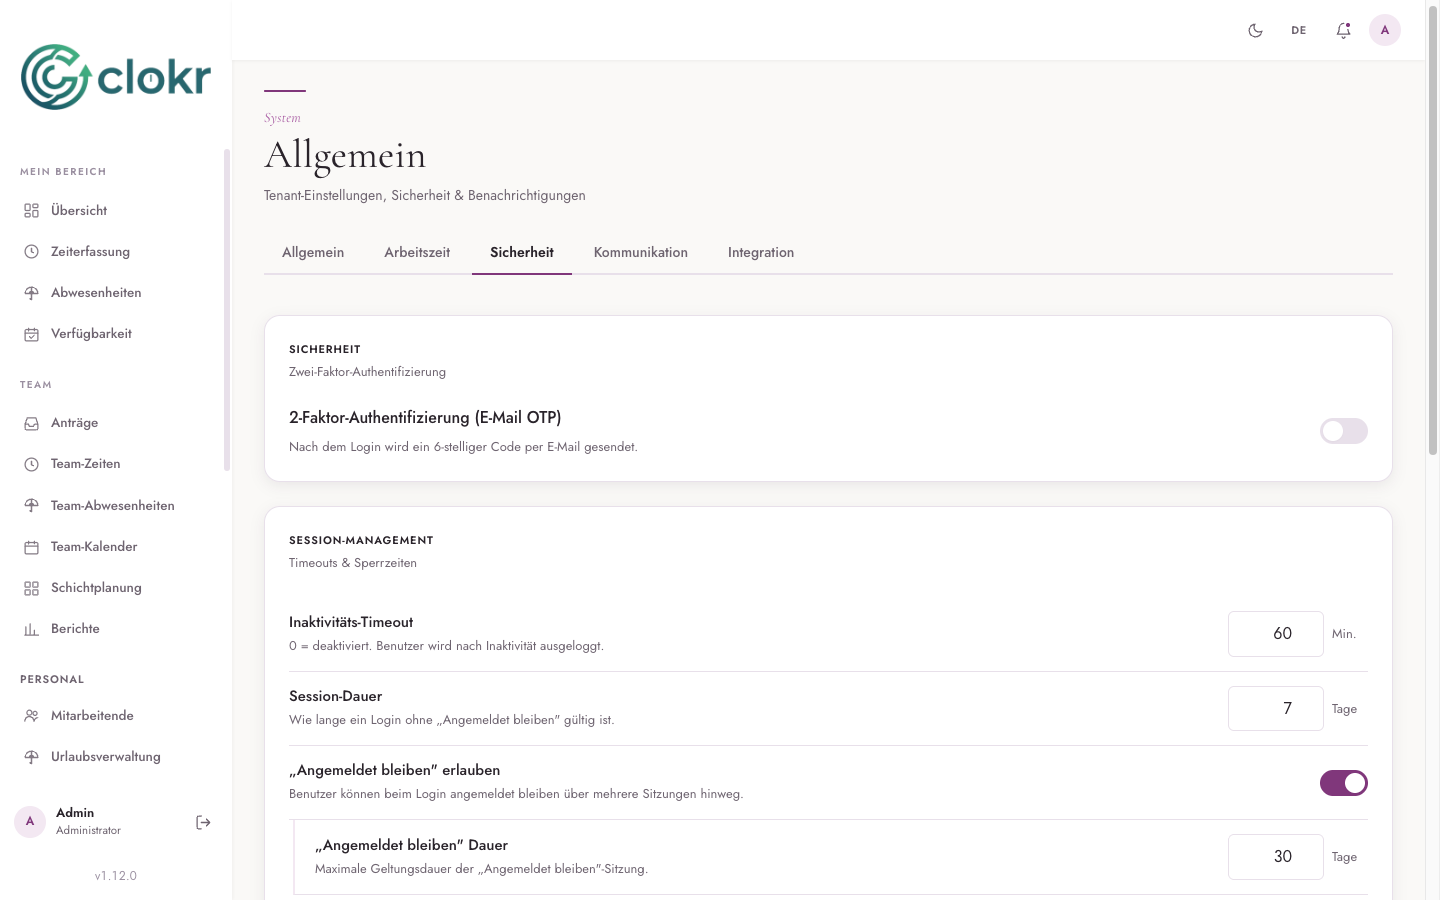 clokr
MEIN BEREICH
Übersicht
Zeiterfassung
Abwesenheiten
Verfügbarkeit
TEAM
Anträge
Team-Zeiten
Team-Abwesenheiten
Team-Kalender
Schichtplanung
Berichte
PERSONAL
Mitarbeitende
Urlaubsverwaltung
A
Admin
Administrator
v1.12.0
DE
A
System
Allgemein
Tenant-Einstellungen, Sicherheit & Benachrichtigungen
Allgemein Arbeitszeit Sicherheit Kommunikation Integration
SICHERHEIT
Zwei-Faktor-Authentifizierung
2-Faktor-Authentifizierung (E-Mail OTP)
Nach dem Login wird ein 6-stelliger Code per E-Mail gesendet.
SESSION-MANAGEMENT
Timeouts & Sperrzeiten
Inaktivitäts-Timeout
0 = deaktiviert. Benutzer wird nach Inaktivität ausgeloggt.
60 Min.
Session-Dauer
Wie lange ein Login ohne „Angemeldet bleiben" gültig ist.
7 Tage
„Angemeldet bleiben" erlauben
Benutzer können beim Login angemeldet bleiben über mehrere Sitzungen hinweg.
„Angemeldet bleiben" Dauer
Maximale Geltungsdauer der „Angemeldet bleiben"-Sitzung.
30 Tage